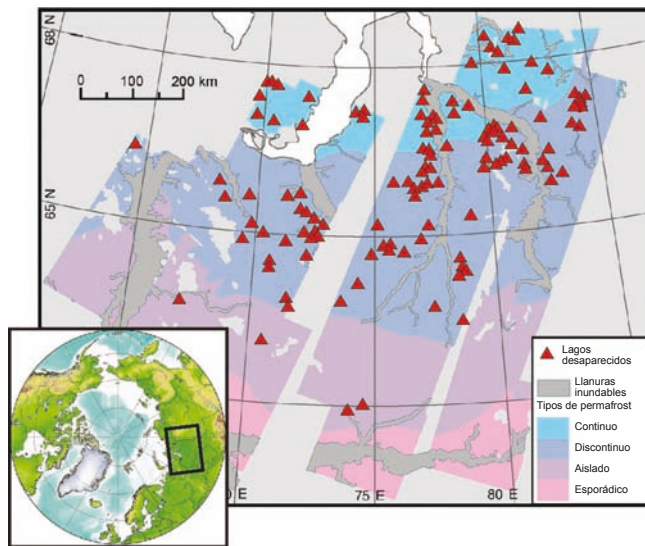 68 N
0
100
200
km
65 N
Lagos
desaparecidos
Llanuras
inundables
Tipos de permafrost
Continuo
Discontinuo
Aislado
Esporádico
0 E
75 E
80 E